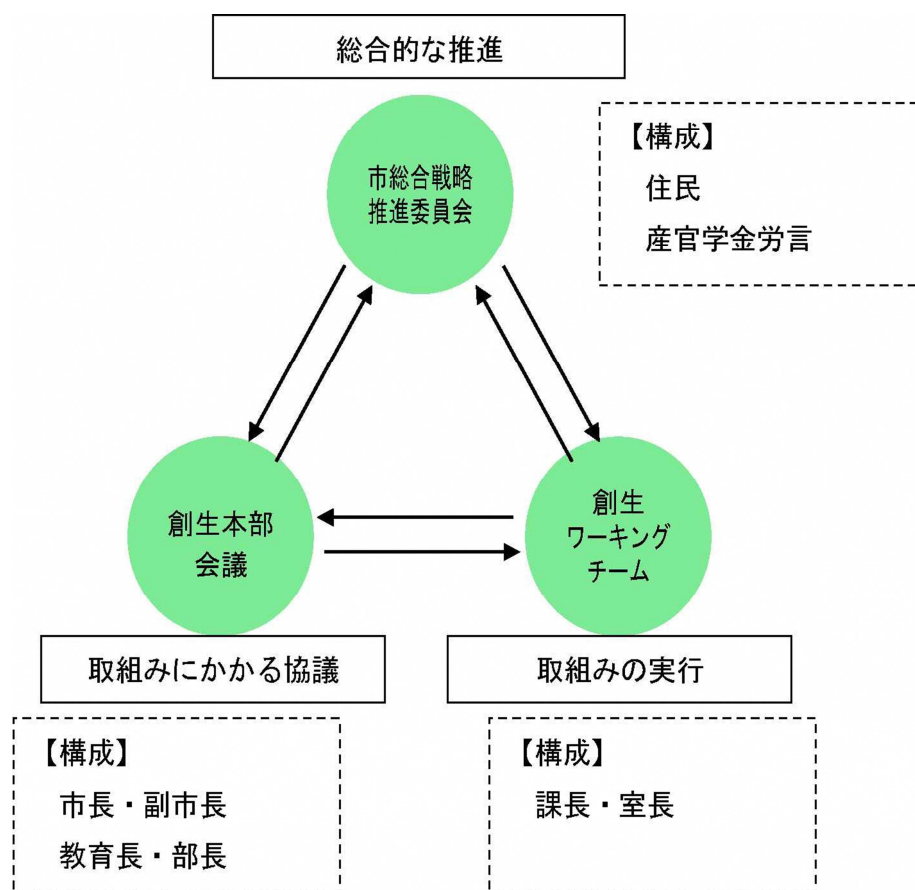 総合的な推進
市総合戦略
推進委員会
【構成】
住民
産官学金労言
創生本部
会議
創生
ワーキング
チーム
取組みにかかる協議
取組みの実行
【構成】
市長・副市長
教育長・部長
【構成】
課長・室長